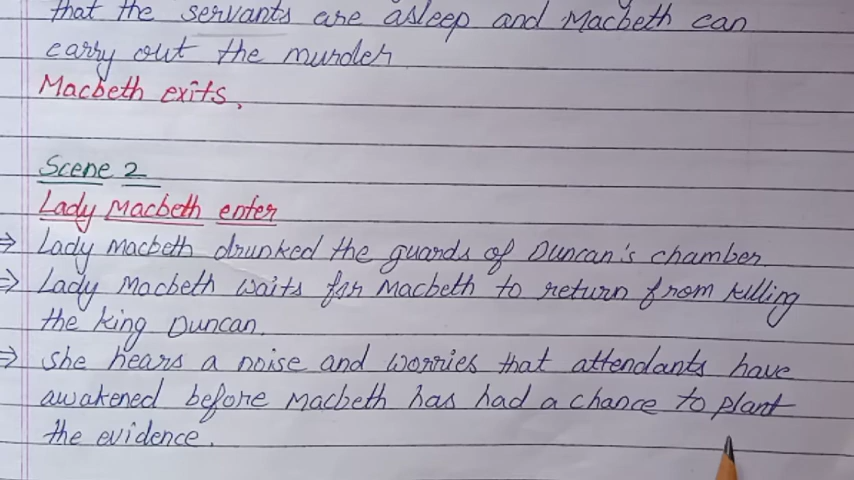 that the servants are asleep and Macbeth can
carry out the murder
Macbeth exits.
Scene 2
Lady Macbeth enter
⇒ Lady Macbeth drunked the guards of Duncan's chamber
⇒ Lady Macbeth waits for Macbeth to return from killing
the king Duncan.
⇒ she hears a noise and worries that attendants have
awakened before Macbeth has had a chance to plant
the evidence.